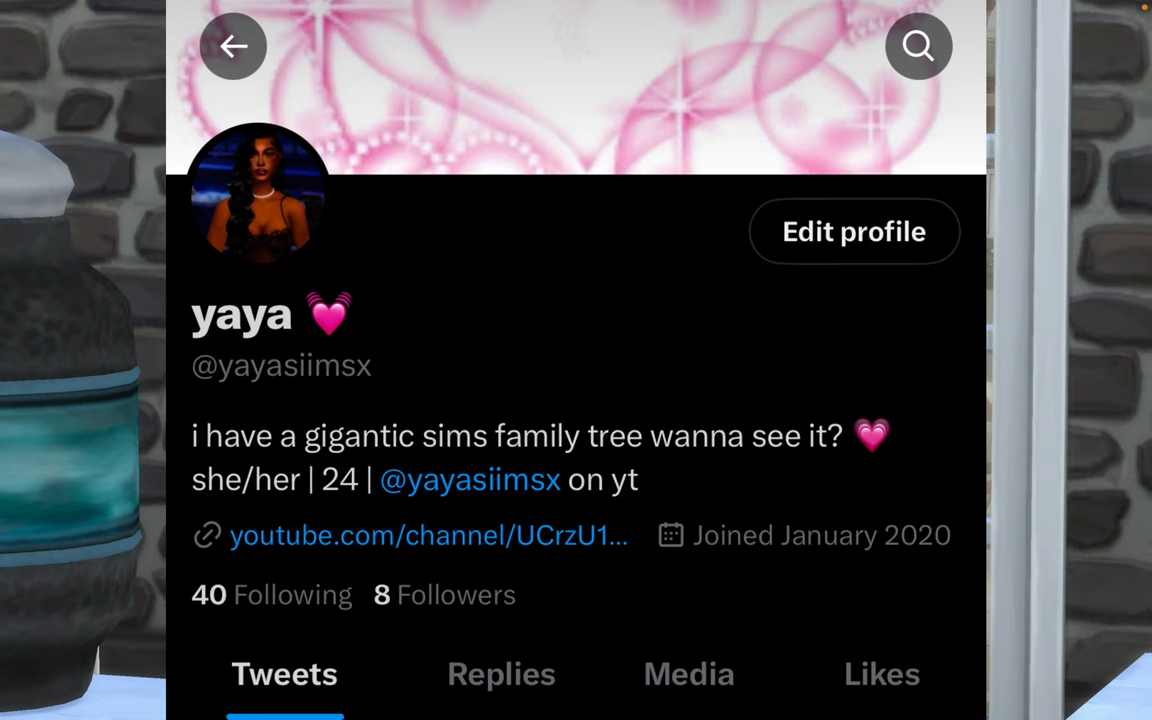 Edit profile
yaya 💓
@yayasiimsx
i have a gigantic sims family tree wanna see it? 💗
she/her | 24 | @yayasiimsx on yt
youtube.com/channel/UCrzU1... Joined January 2020
40 Following 8 Followers
Tweets Replies Media Likes